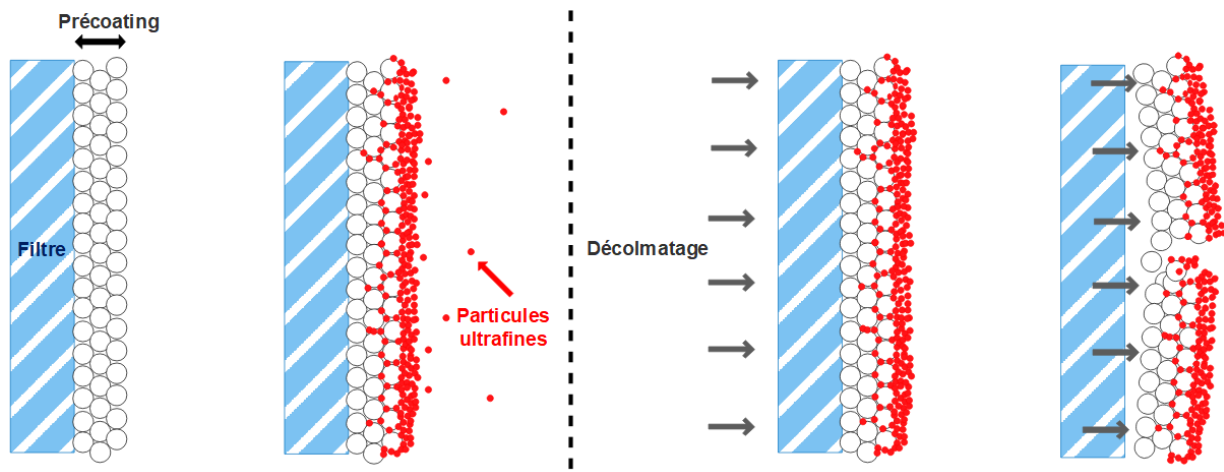 Précoating
Filtre
Particules
ultrafines
Décolmatage